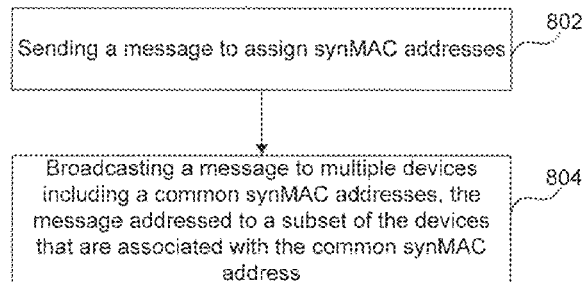 802
Sending a message to assign synMAC addresses
Broadcasting a message to multiple devices
including a common synMAC addresses, the
message addressed to a subset of the devices
that are associated with the common synMAC
address
804